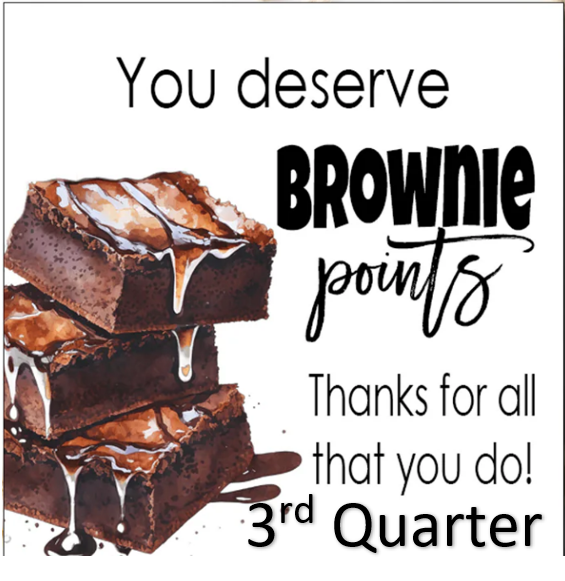 You deserve
BROWNIE
points
Thanks for all
that you do!
3rd Quarter